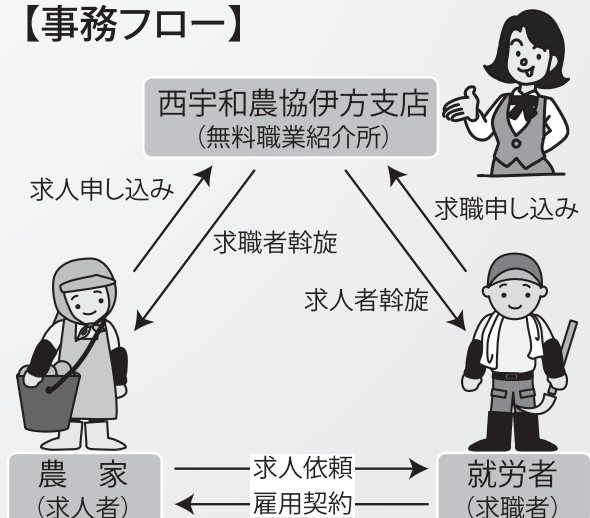 【事務フロー】
西宇和農協伊方支店
（無料職業紹介所）
求人申し込み
求職申し込み
求職者斡旋
求人者斡旋
農　家
（求人者）
求人依頼
雇用契約
就労者
（求職者）